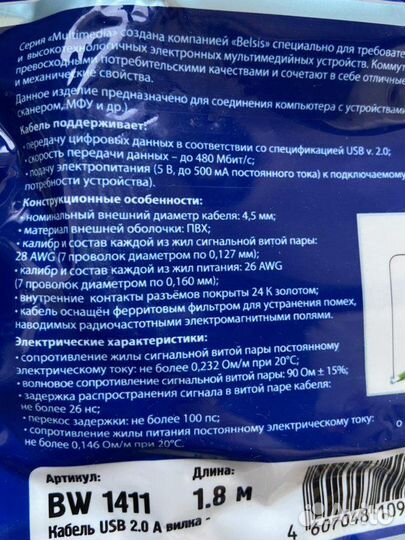 Серия «Multimedia» создана компанией «Belsis» специально для
и высокотехнологичных электронных мультимедийных устройств.
превосходными потребительскими качествами и сочетают в себе
и механические свойства.
Данное изделие предназначено для соединения компьютера с
сканером, МФУ и др.)
Кабель поддерживает:
• передачу цифровых данных в соответствии со спецификацией USB v. 2.0;
• скорость передачи данных – до 480 Мбит/с;
• подачу электропитания (5 В, до 500 мА постоянного тока) к подключаемому
потребности устройства).
Конструкционные особенности:
• номинальный внешний диаметр кабеля: 4,5 мм;
• материал внешней оболочки: ПВХ;
• калибр и состав каждой из жил сигнальной витой пары:
28 AWG (7 проволок диаметром по 0,127 мм);
• калибр и состав каждой из жил питания: 26 AWG
(7 проволок диаметром по 0,160 мм);
• внутренние контакты разъёмов покрыты 24 К золотом;
• кабель оснащён ферритовым фильтром для устранения помех,
наводимых радиочастотными электромагнитными полями.
Электрические характеристики:
• сопротивление жилы сигнальной витой пары постоянному
электрическому току: не более 0,232 Ом/м при 20°С;
• волновое сопротивление сигнальной витой пары: 90 Ом ± 15%;
• задержка распространения сигнала в витой паре кабеля:
не более 26 нс;
• перекос задержки: не более 100 пс;
• сопротивление жилы питания постоянному электрическому току:
не более 0,146 Ом/м при 20°С.
Артикул: Длина:
BW 1411 1.8 м
Кабель USB 2.0 A вилка -
4 607048 109
Avito